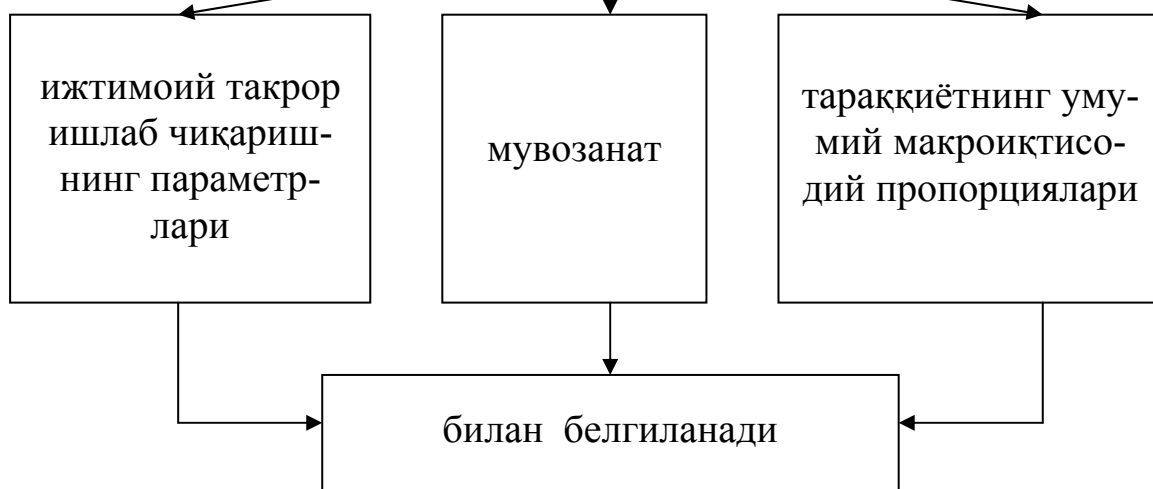 ижтимоий такрор
ишлаб чиқариш-
нинг параметр-
лари
мувозанат
тараққиётнинг уму-
мий макроиқтисо-
дий пропорциялари
билан белгиланади